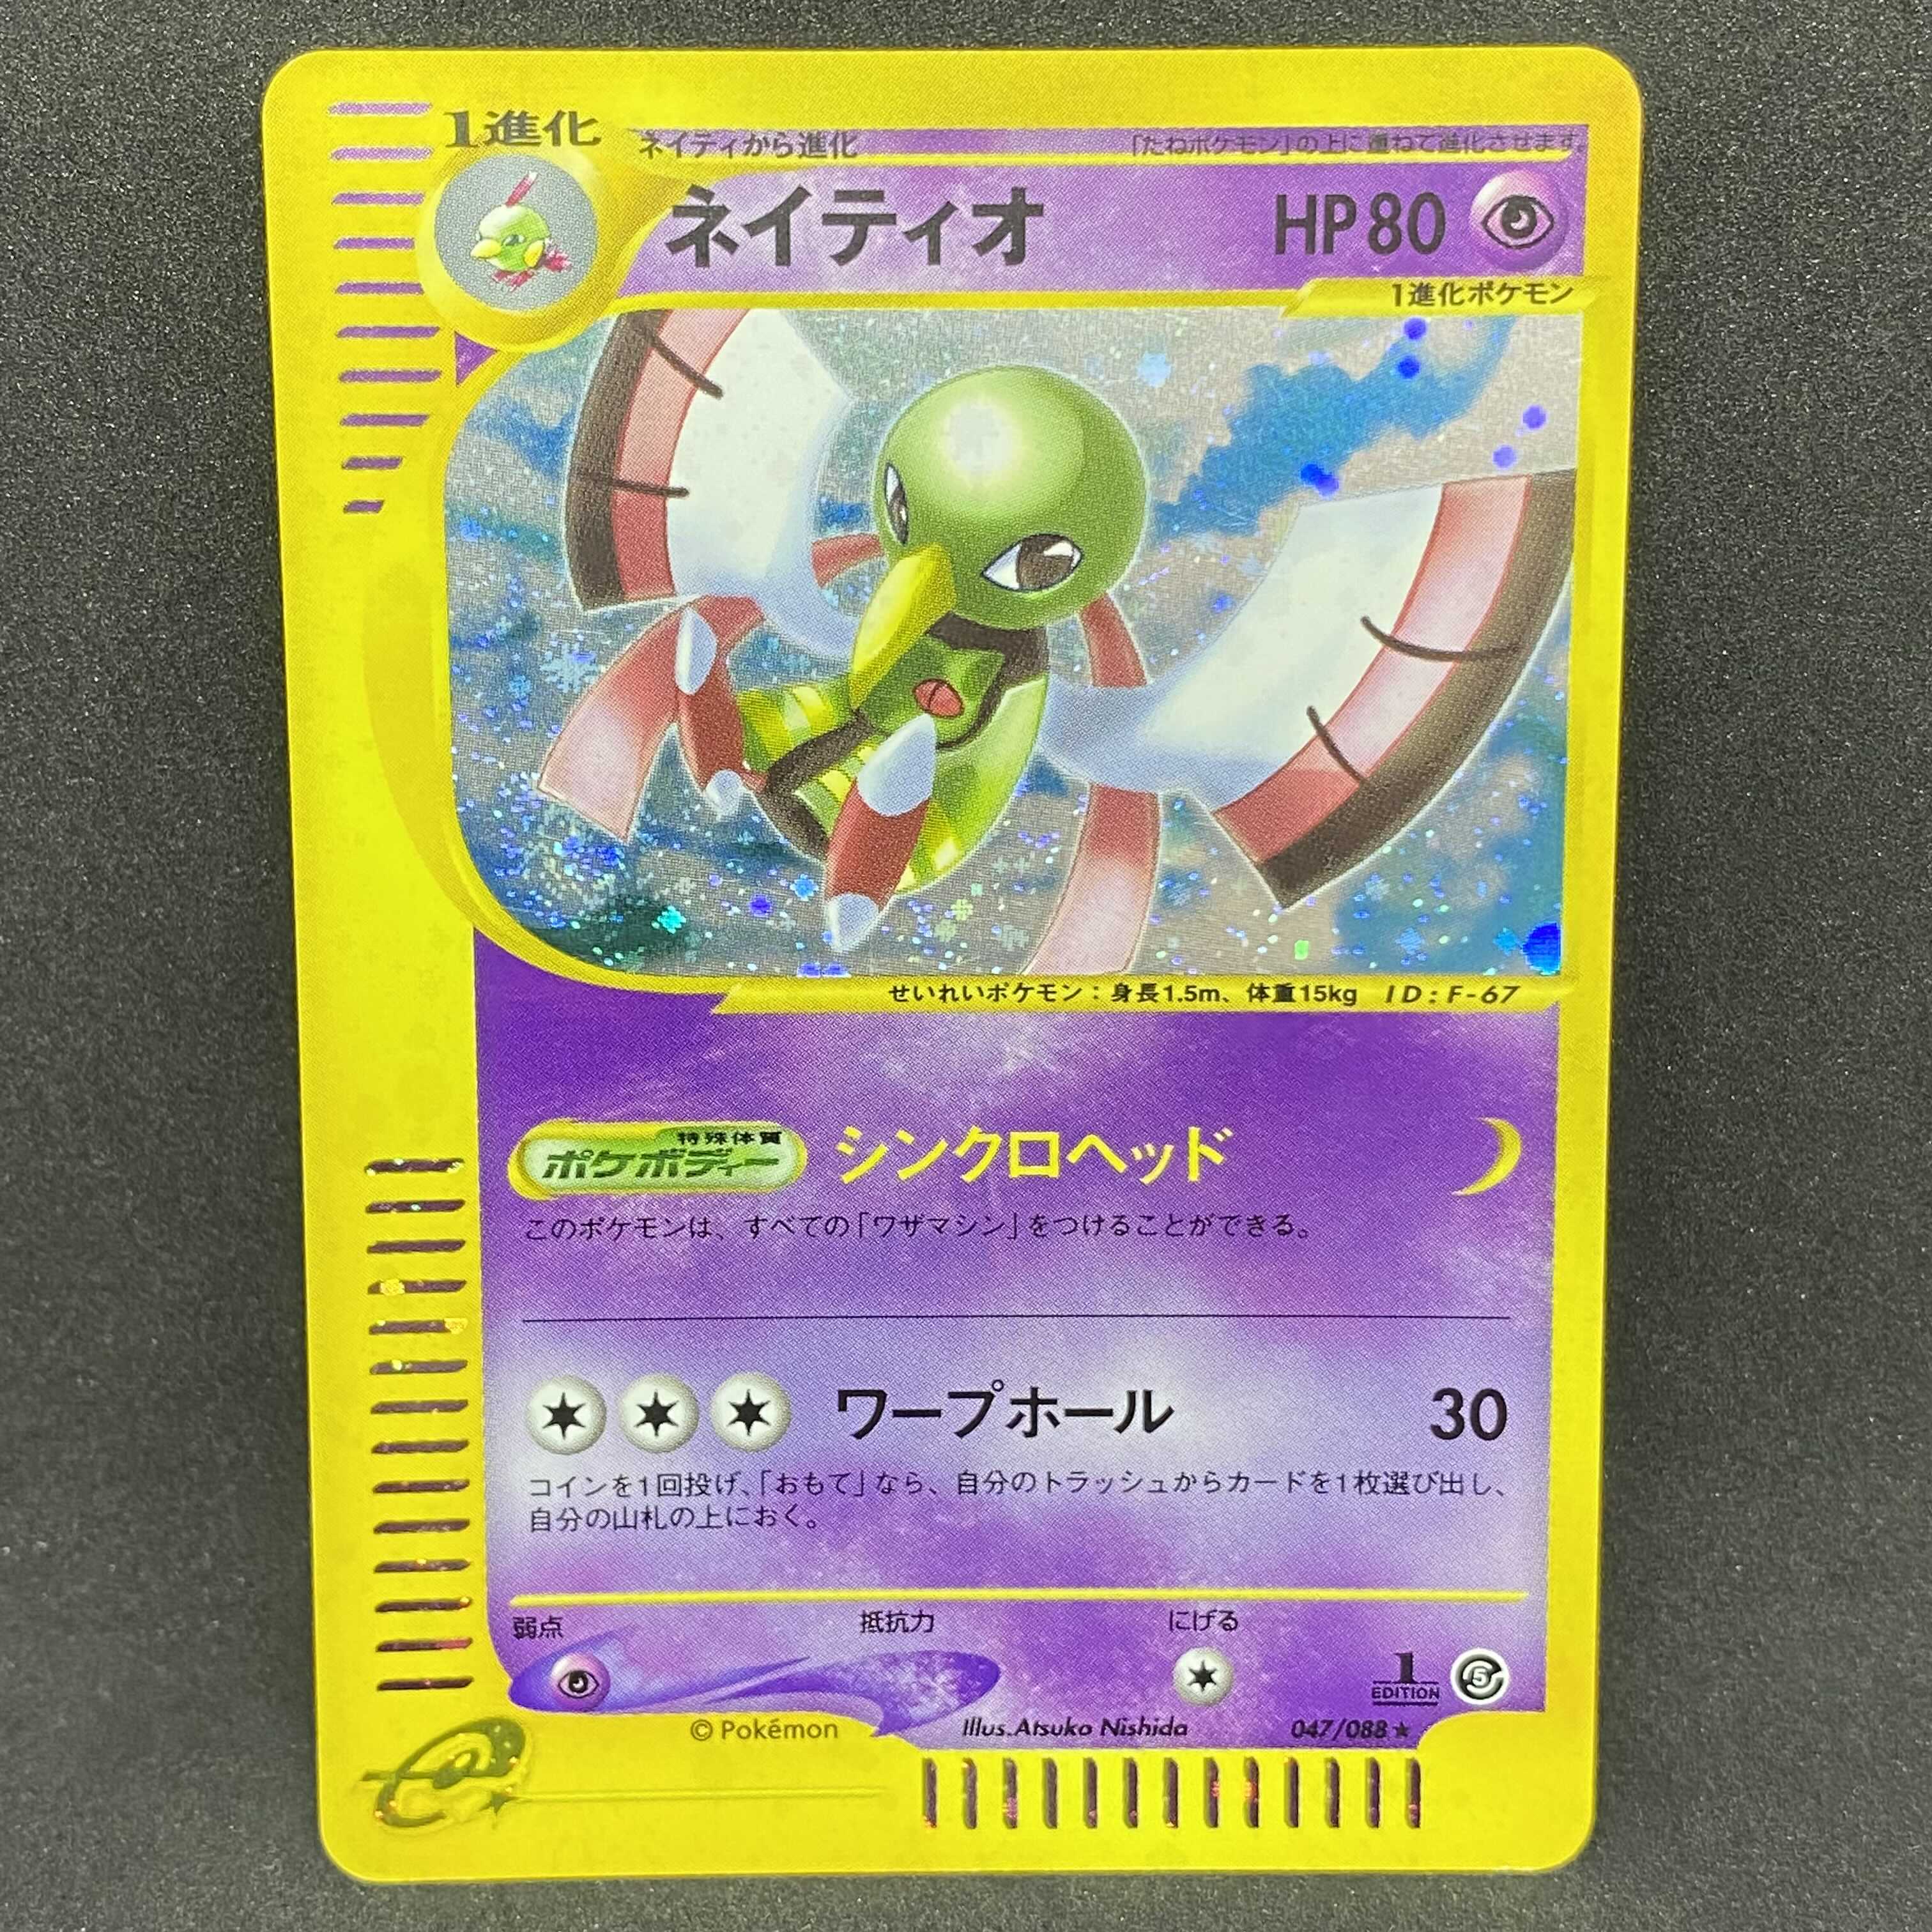 1進化
ネイティから進化
「たねポケモン」の上に重ねて進化させます。
ネイティオ HP80
1進化ポケモン
せいれいポケモン：身長1.5m、体重15kg ID:F-67
特殊体質
ポケボディー シンクロヘッド
このポケモンは、すべての「ワザマシン」をつけることができる。
ワープホール 30
コインを1回投げ、「おもて」なら、自分のトラッシュからカードを1枚選び出し、
自分の山札の上におく。
弱点 抵抗力 にげる
1 EDITION 5
© Pokémon Illus.Atsuko Nishida 047/088★
e